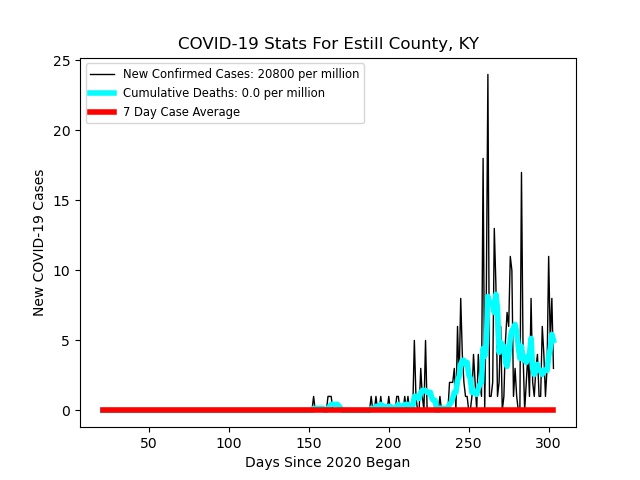 COVID-19 Stats For Estill County, KY
New Confirmed Cases: 20800 per million
Cumulative Deaths: 0.0 per million
7 Day Case Average
New COVID-19 Cases
25
20
15
10
5
0
50 100 150 200 250 300
Days Since 2020 Began